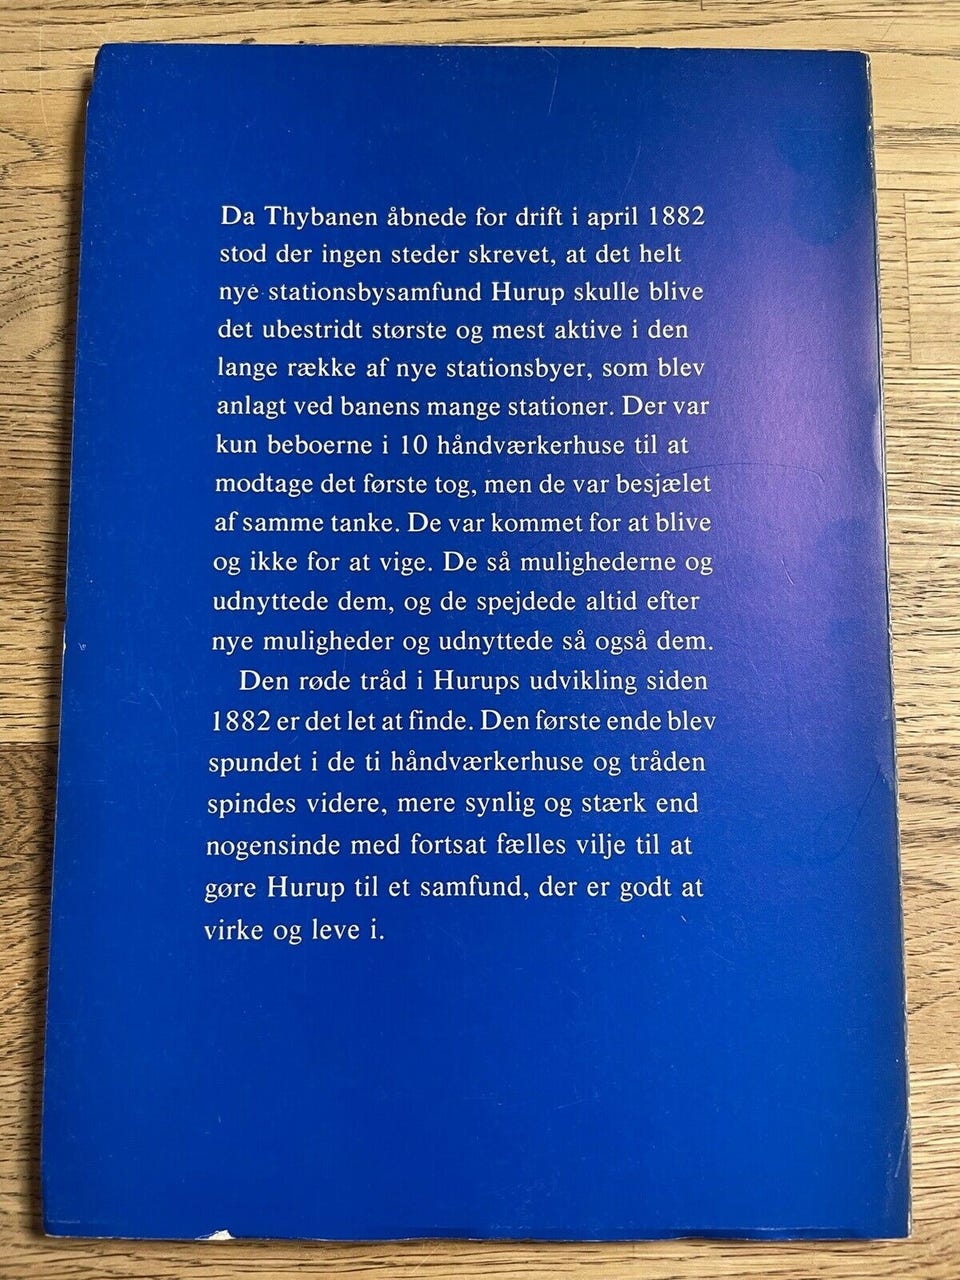 Da Thybanen åbnede for drift i april 1882
stod der ingen steder skrevet, at det helt
nye stationsbysamfund Hurup skulle blive
det ubestridt største og mest aktive i den
lange række af nye stationsbyer, som blev
anlagt ved banens mange stationer. Der var
kun beboerne i 10 håndværkerhuse til at
modtage det første tog, men de var besjælet
af samme tanke. De var kommet for at blive
og ikke for at vige. De så mulighederne og
udnyttede dem, og de spejdede altid efter
nye muligheder og udnyttede så også dem.
Den røde tråd i Hurups udvikling siden
1882 er det let at finde. Den første ende blev
spundet i de ti håndværkerhuse og tråden
spindes videre, mere synlig og stærk end
nogensinde med fortsat fælles vilje til at
gøre Hurup til et samfund, der er godt at
virke og leve i.